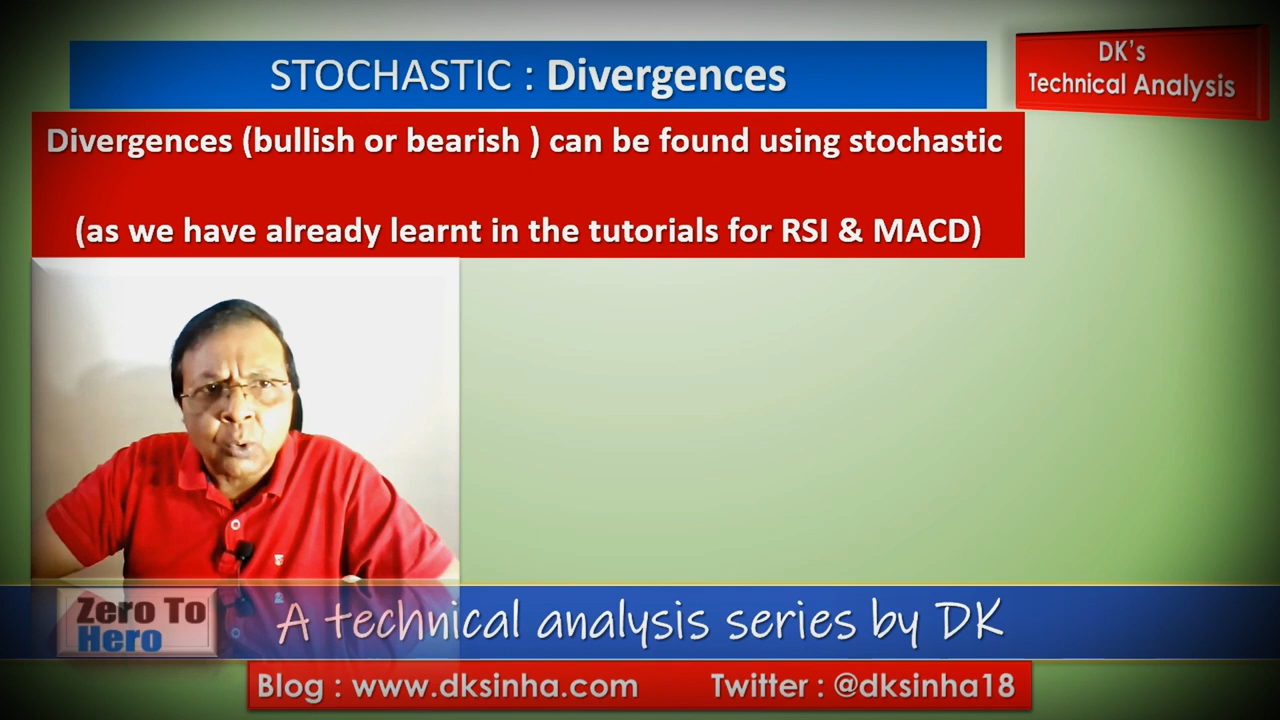 STOCHASTIC : Divergences
DK's
Technical Analysis
Divergences (bullish or bearish ) can be found using stochastic
(as we have already learnt in the tutorials for RSI & MACD)
Zero To
Hero
A technical analysis series by DK
Blog : www.dksinha.com Twitter : @dksinha18